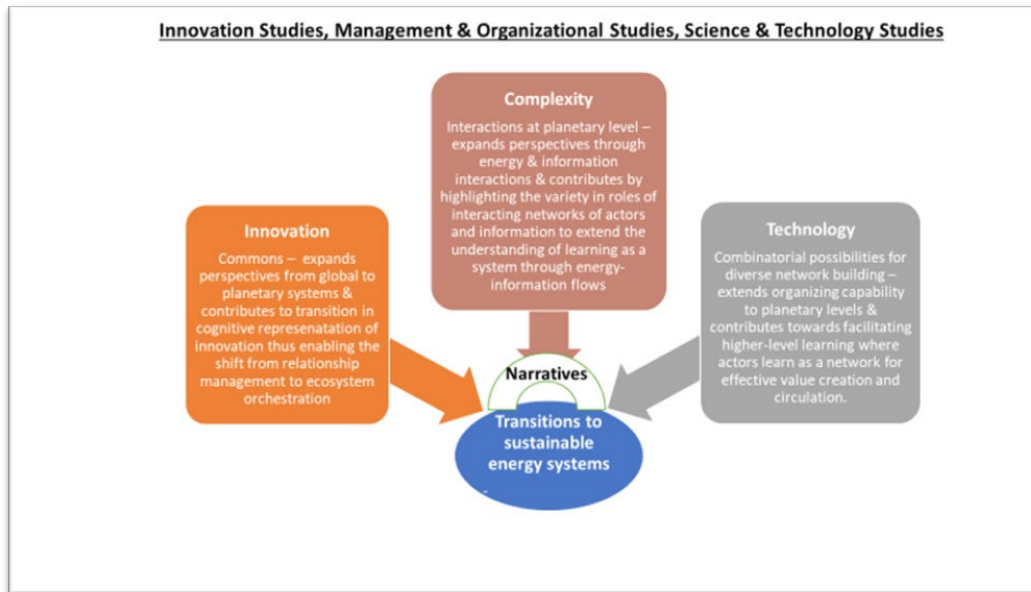 Innovation Studies, Management & Organizational Studies, Science & Technology Studies
Complexity
Interactions at planetary level –
expands perspectives through
energy & information
interactions & contributes by
highlighting the variety in roles of
interacting networks of actors
and information to extend the
understanding of learning as a
system through energy-
information flows
Innovation
Commons – expands
perspectives from global to
planetary systems &
contributes to transition in
cognitive represenatation of
innovation thus enabling the
shift from relationship
management to ecosystem
orchestration
Technology
Combinatorial possibilities for
diverse network building –
extends organizing capability
to planetary levels &
contributes towards facilitating
higher-level learning where
actors learn as a network for
effective value creation and
circulation.
Narratives
Transitions to
sustainable
energy systems
-